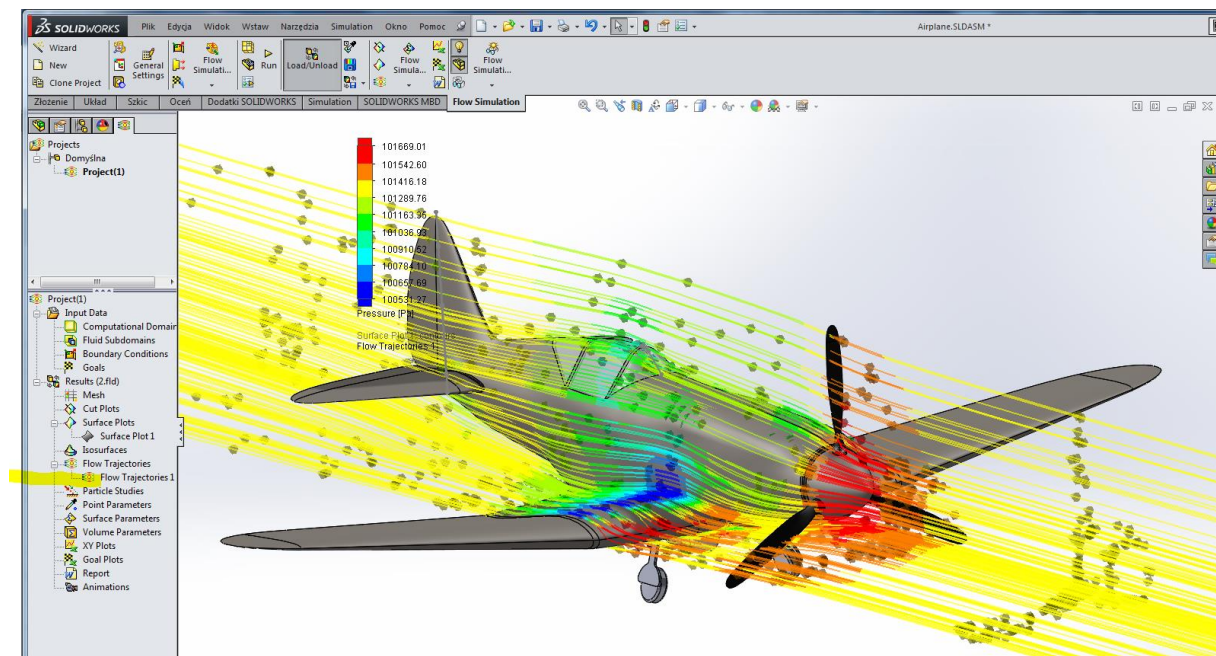 SOLIDWORKS Plik Edycja Widok Wstaw Narzędzia Simulation Okno Pomoc Airplane.SLDASM *
Wizard
New
Clone Project
General Settings
Flow Simulati...
Run
Load/Unload
Flow Simula...
Flow Simulati...
Złożenie Układ Szkic Oceń Dodatki SOLIDWORKS Simulation SOLIDWORKS MBD Flow Simulation
Projects
Domyślna
Project(1)
Project(1)
Input Data
Computational Domain
Fluid Subdomains
Boundary Conditions
Goals
Results (2.fld)
Mesh
Cut Plots
Surface Plots
Surface Plot 1
Isosurfaces
Flow Trajectories
Flow Trajectories 1
Particle Studies
Point Parameters
Surface Parameters
Volume Parameters
XY Plots
Goal Plots
Report
Animations
101669.01
101542.60
101416.18
101289.76
101163.35
101036.93
100910.52
100784.10
100657.69
100531.27
Pressure [Pa]
Surface Plot 1: contours
Flow Trajectories 1